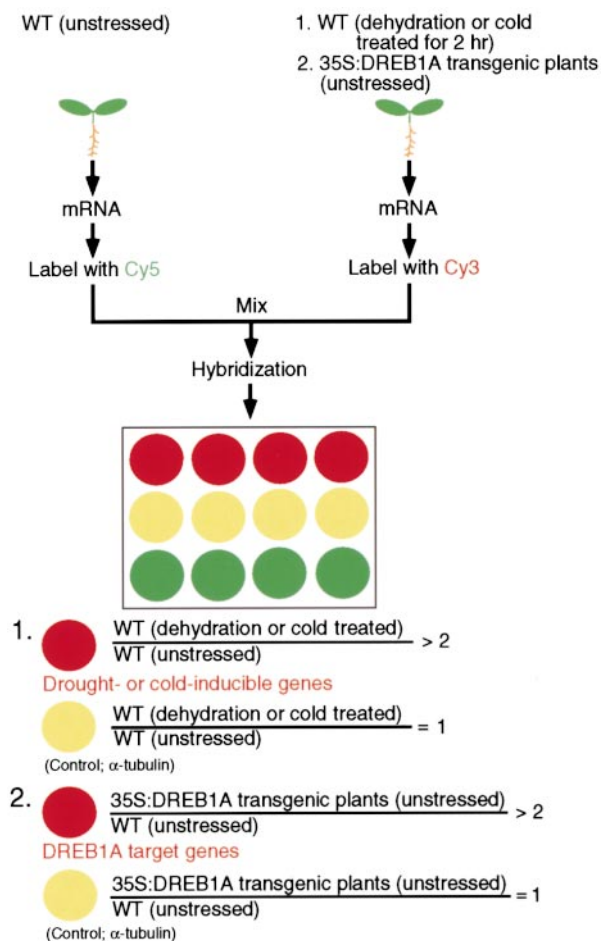 WT (unstressed)
1. WT (dehydration or cold
treated for 2 hr)
2. 35S:DREB1A transgenic plants
(unstressed)
mRNA
mRNA
Label with Cy5
Label with Cy3
Mix
Hybridization
1.
WT (dehydration or cold treated)
WT (unstressed)
> 2
Drought- or cold-inducible genes
WT (dehydration or cold treated)
WT (unstressed)
= 1
(Control; α-tubulin)
2.
35S:DREB1A transgenic plants (unstressed)
WT (unstressed)
> 2
DREB1A target genes
35S:DREB1A transgenic plants (unstressed)
WT (unstressed)
= 1
(Control; α-tubulin)